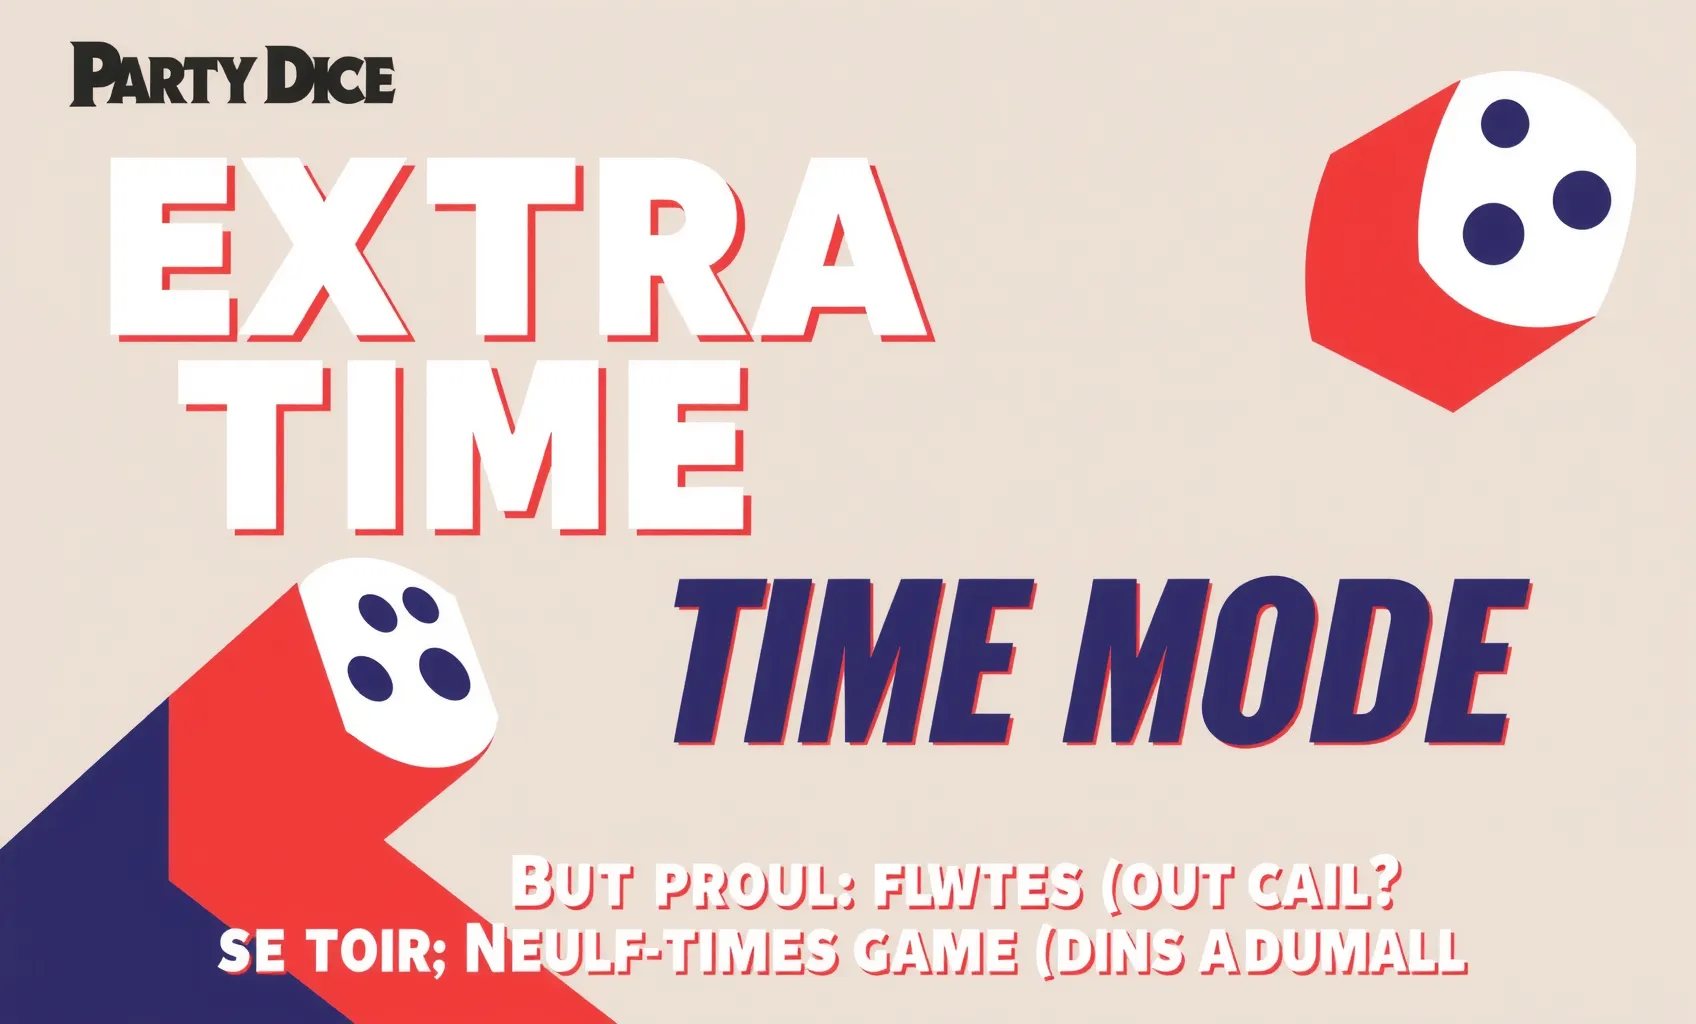 PARTY DICE
EXTRA
TIME
TIME MODE
BUT PROUL: FLWTES (OUT CAIL?
SE TOIR; NEULF-TIMES GAME (DINS ADUMALL